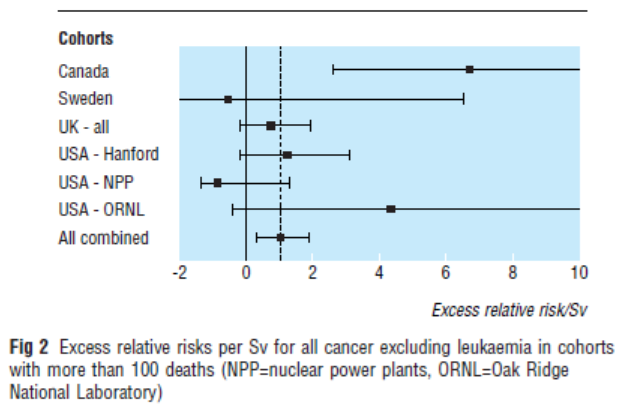 Cohorts
Canada
Sweden
UK - all
USA - Hanford
USA - NPP
USA - ORNL
All combined
-2 0 2 4 6 8 10
Excess relative risk/Sv
Fig 2 Excess relative risks per Sv for all cancer excluding leukaemia in cohorts
with more than 100 deaths (NPP=nuclear power plants, ORNL=Oak Ridge
National Laboratory)